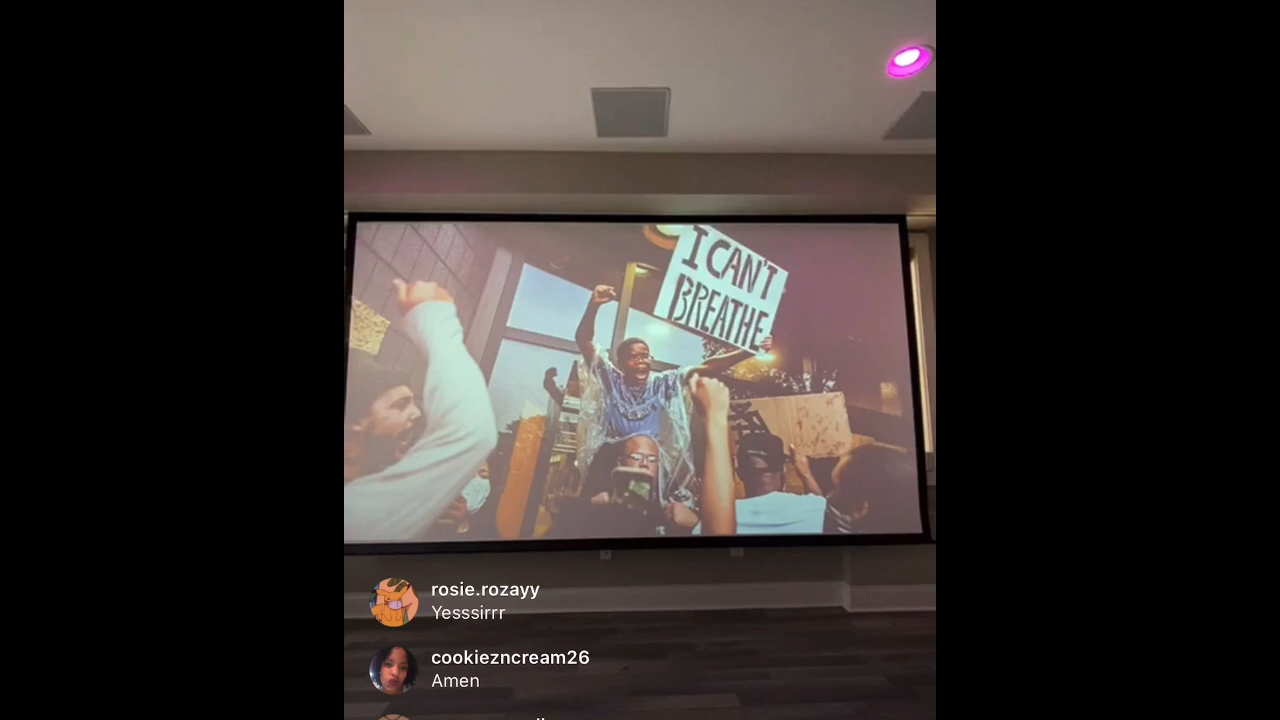 I CAN'T
BREATHE
rosie.rozayy
Yesssirrr
cookiezncream26
Amen